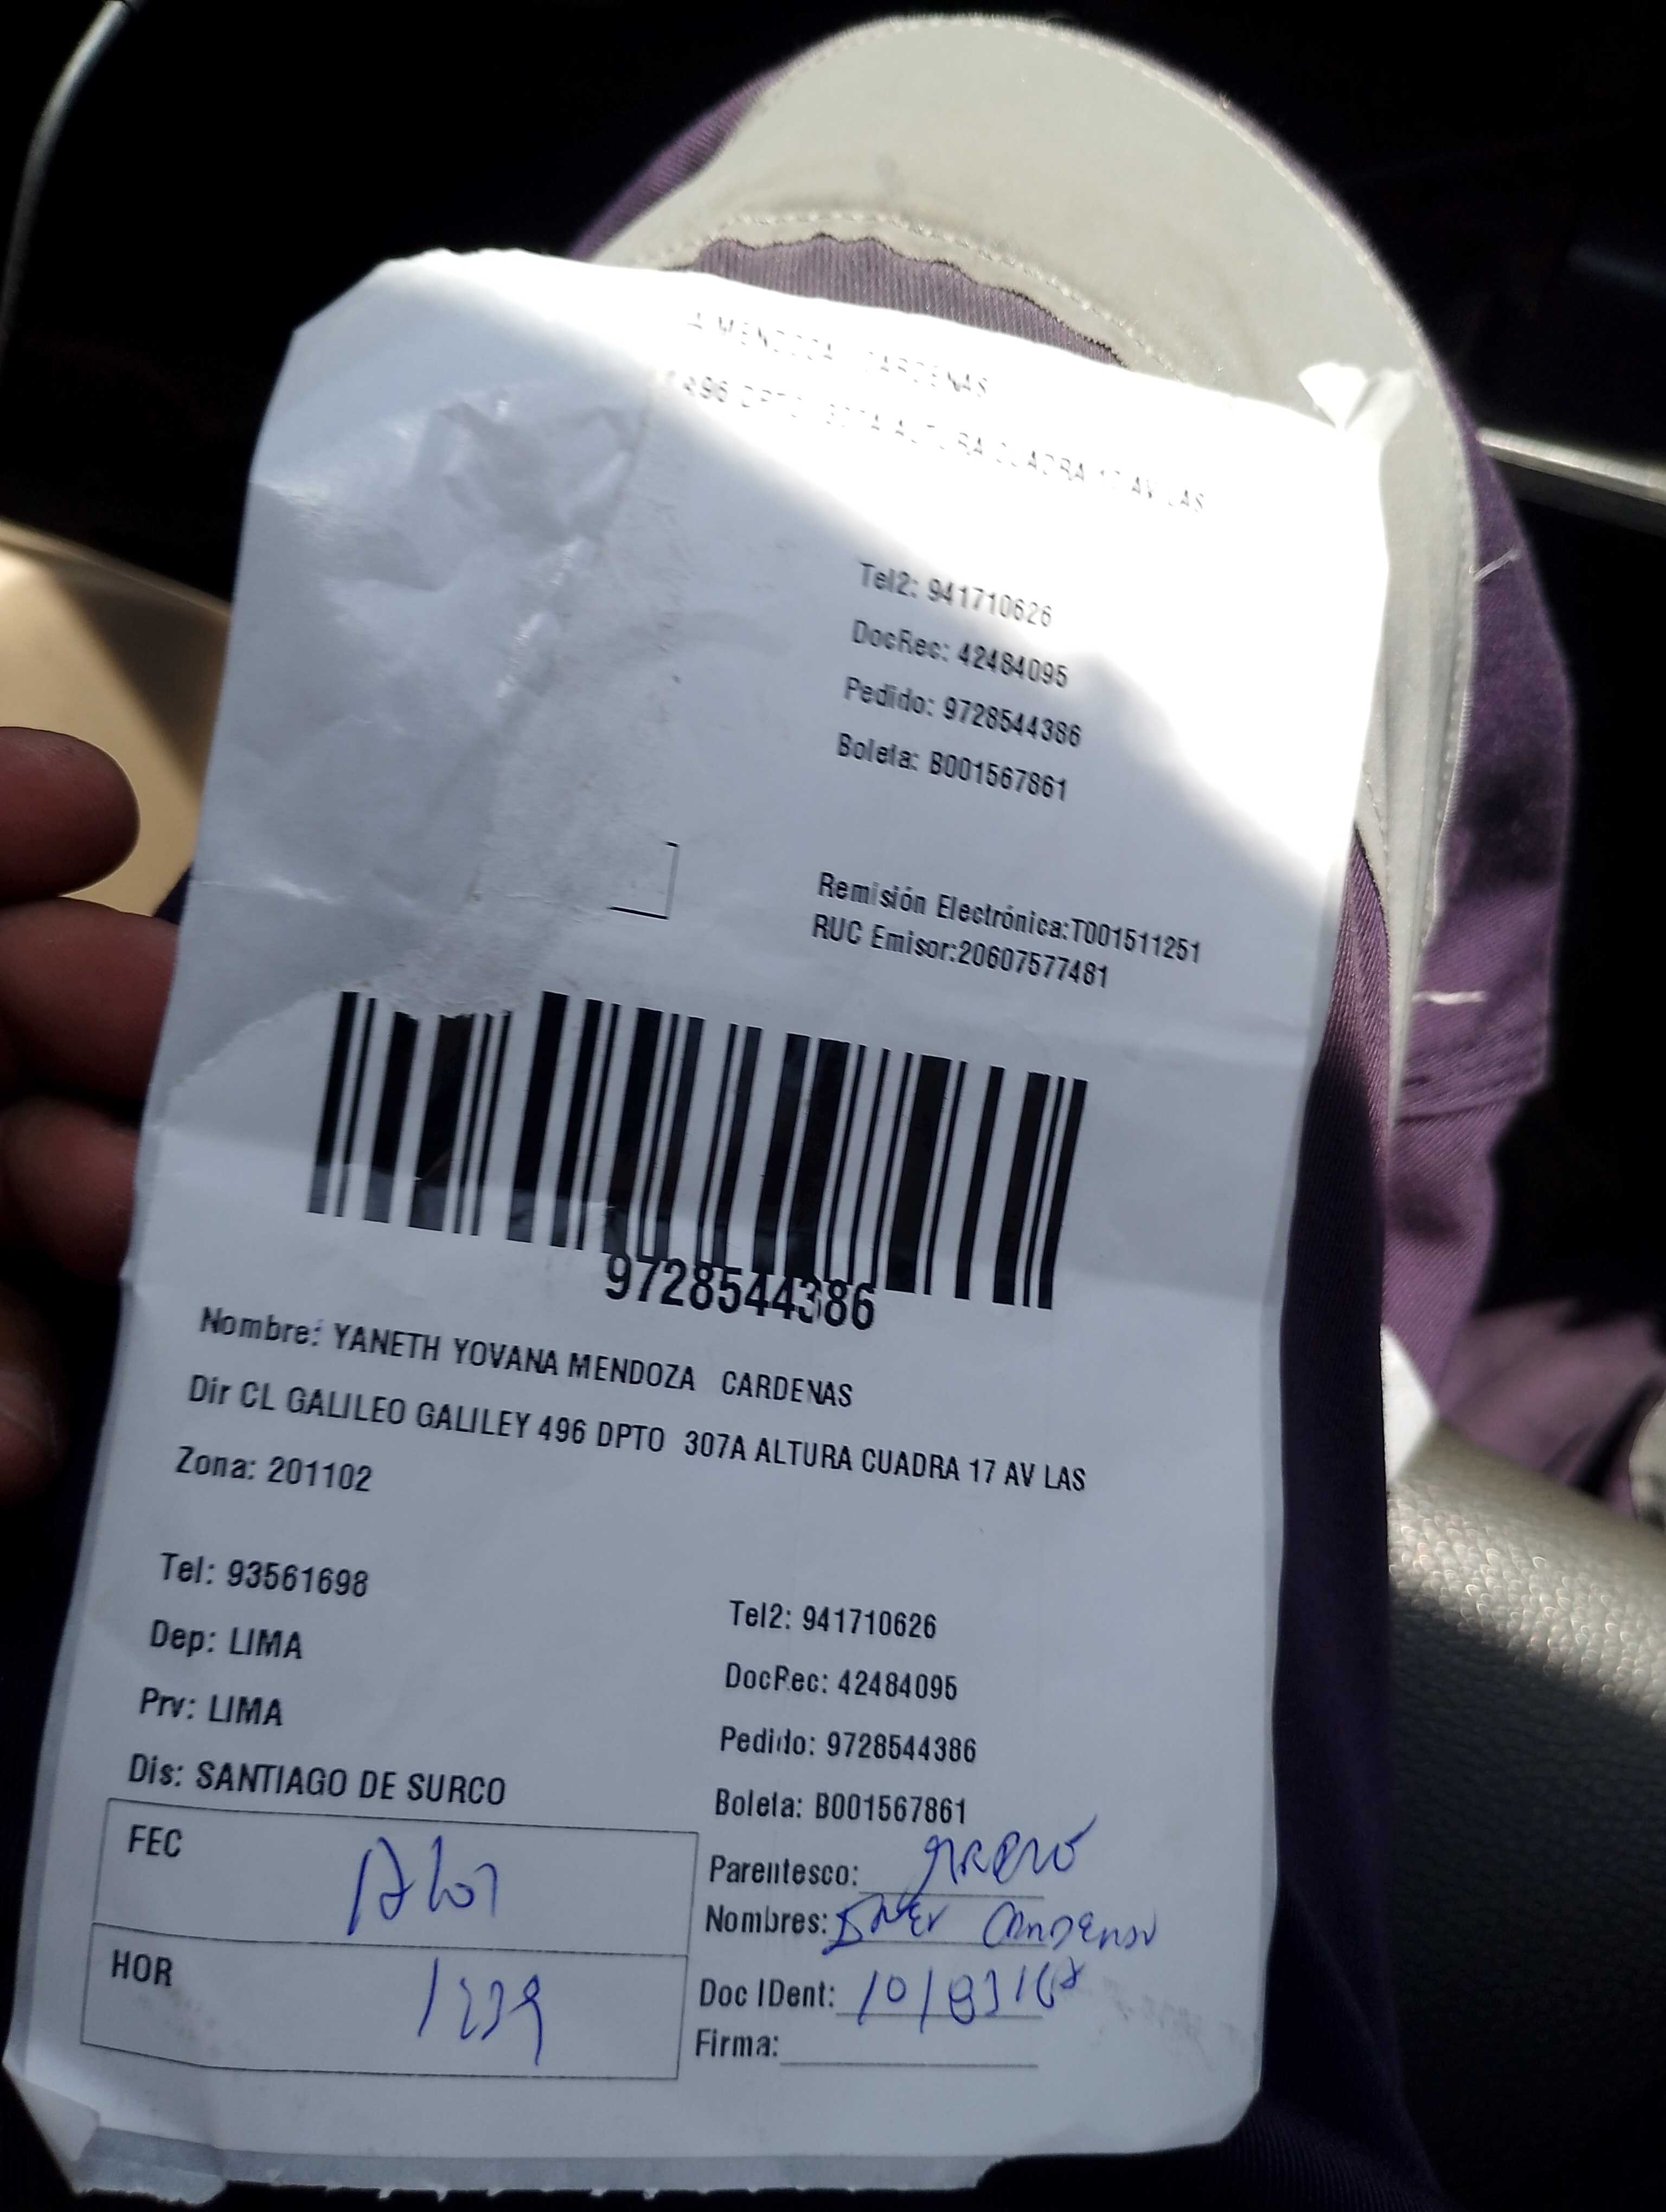 A MENDOZA CARDENAS
496 DPTO 307A ALTURA CUADRA 17 AV LAS
Tel2: 941710626
DocRec: 42484095
Pedido: 9728544386
Boleta: B001567861
Remisión Electrónica:T001511251
RUC Emisor:20607577481
9728544386
Nombre: YANETH YOVANA MENDOZA CARDENAS
Dir CL GALILEO GALILEY 496 DPTO 307A ALTURA CUADRA 17 AV LAS
Zona: 201102
Tel: 93561698
Tel2: 941710626
Dep: LIMA
DocRec: 42484095
Prv: LIMA
Pedido: 9728544386
Dis: SANTIAGO DE SURCO
Boleta: B001567861
FEC
Parentesco:
Nombres:
HOR 1239
Doc IDent:
Firma: